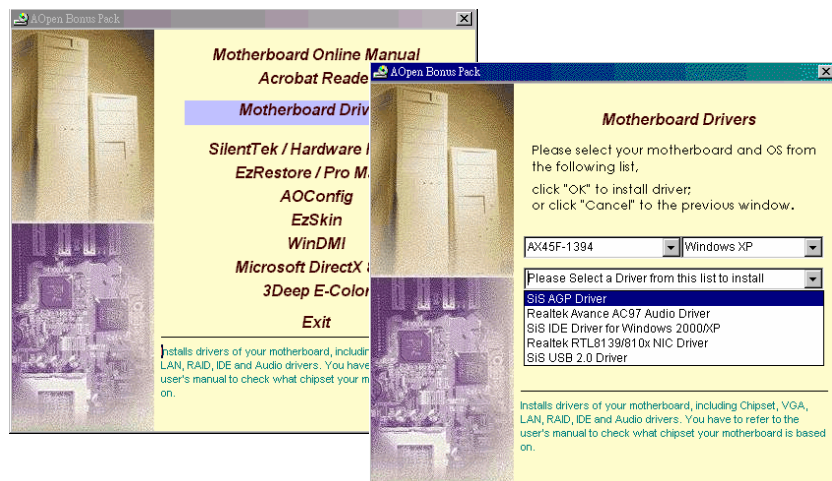 AOpen Bonus Pack
Motherboard Online Manual
Acrobat Reade
Motherboard Driv
SilentTek / Hardware
EzRestore / Pro M
AOConfig
EzSkin
WinDMI
Microsoft DirectX
3Deep E-Color
Exit
nstalls drivers of your motherboard, includin
LAN, RAID, IDE and Audio drivers. You have
user's manual to check what chipset your m
on.
AOpen Bonus Pack
Motherboard Drivers
Please select your motherboard and OS from
the following list,
click "OK" to install driver;
or click "Cancel" to the previous window.
AX45F-1394 Windows XP
Please Select a Driver from this list to install
SiS AGP Driver
Realtek Avance AC97 Audio Driver
SiS IDE Driver for Windows 2000/XP
Realtek RTL8139/810x NIC Driver
SiS USB 2.0 Driver
Installs drivers of your motherboard, including Chipset, VGA,
LAN, RAID, IDE and Audio drivers. You have to refer to the
user's manual to check what chipset your motherboard is based
on.